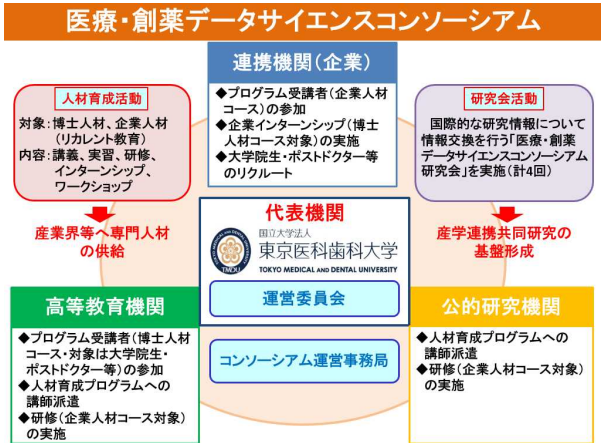 医療・創薬データサイエンスコンソーシアム
連携機関(企業)
◆プログラム受講者(企業人材
コース)の参加
◆企業インターンシップ(博士
人材コース対象)の実施
◆大学院生・ポストドクター等
のリクルート
人材育成活動
対象:博士人材、企業人材
(リカレント教育)
内容:講義、実習、研修、
インターンシップ、
ワークショップ
産業界等へ専門人材
の供給
研究会活動
国際的な研究情報について
情報交換を行う「医療・創薬
データサイエンスコンソーシアム
研究会」を実施(計4回)
産学連携共同研究の
基盤形成
代表機関
国立大学法人
東京医科歯科大学
TOKYO MEDICAL AND DENTAL UNIVERSITY
TMDU
運営委員会
コンソーシアム運営事務局
高等教育機関
◆プログラム受講者(博士人材
コース・対象は大学院生・
ポストドクター等)の参加
◆人材育成プログラムへの
講師派遣
◆研修(企業人材コース対象)
の実施
公的研究機関
◆人材育成プログラムへの
講師派遣
◆研修(企業人材コース対象)
の実施